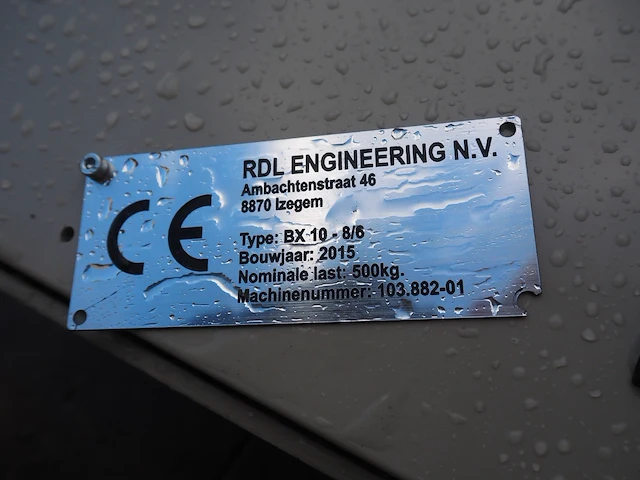 CE
RDL ENGINEERING N.V.
Ambachtenstraat 46
8870 Izegem
Type: BX 10 - 8/6
Bouwjaar: 2015
Nominale last: 500kg.
Machinenummer: 103.882-01